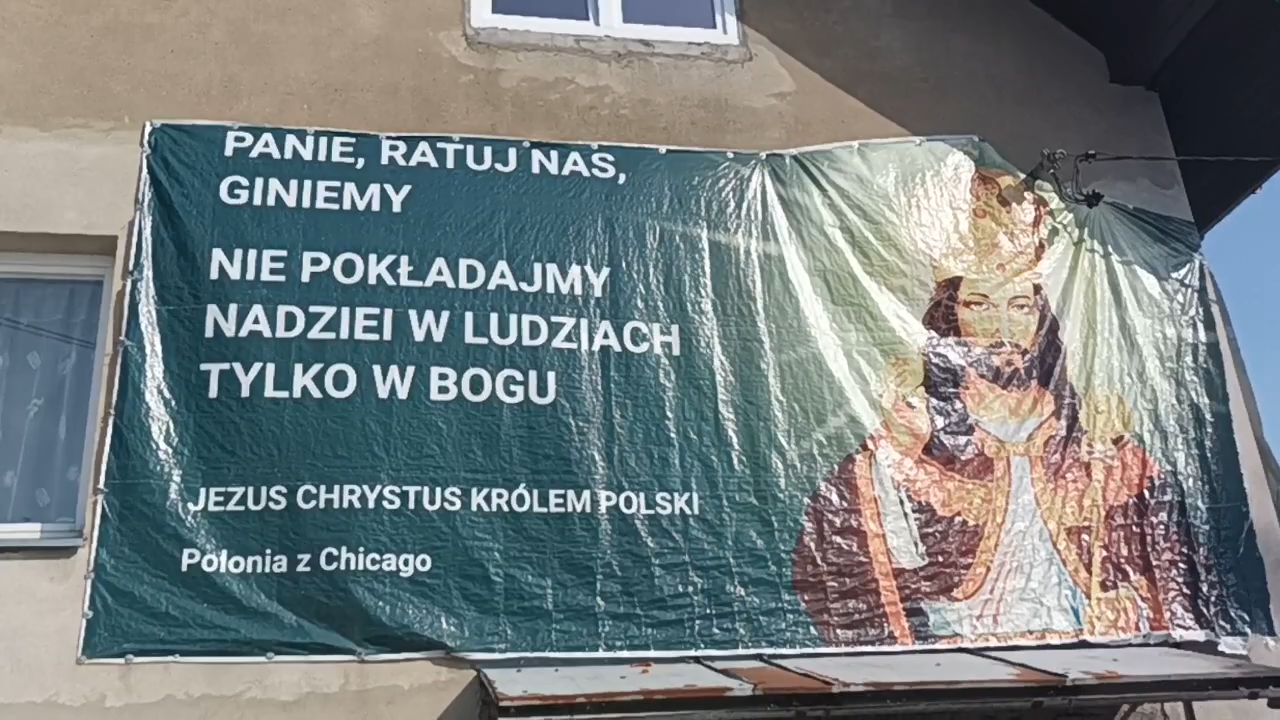 PANIE, RATUJ NAS,
GINIEMY
NIE POKŁADAJMY
NADZIEI W LUDZIACH
TYLKO W BOGU
JEZUS CHRYSTUS KRÓLEM POLSKI
Polonia z Chicago